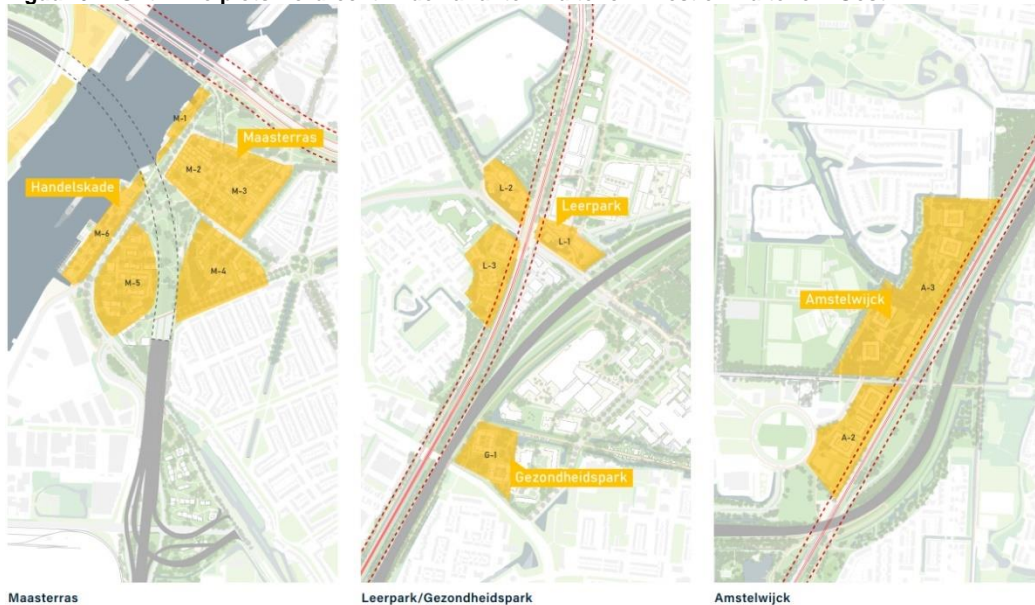 M-1
Maasterras
M-2
M-3
Handelskade
M-6
M-4
M-5
L-2
Leerpark
L-1
L-3
G-1
Gezondheidspark
A-3
Amstelwijck
A-2
Maasterras
Leerpark/Gezondheidspark
Amstelwijck